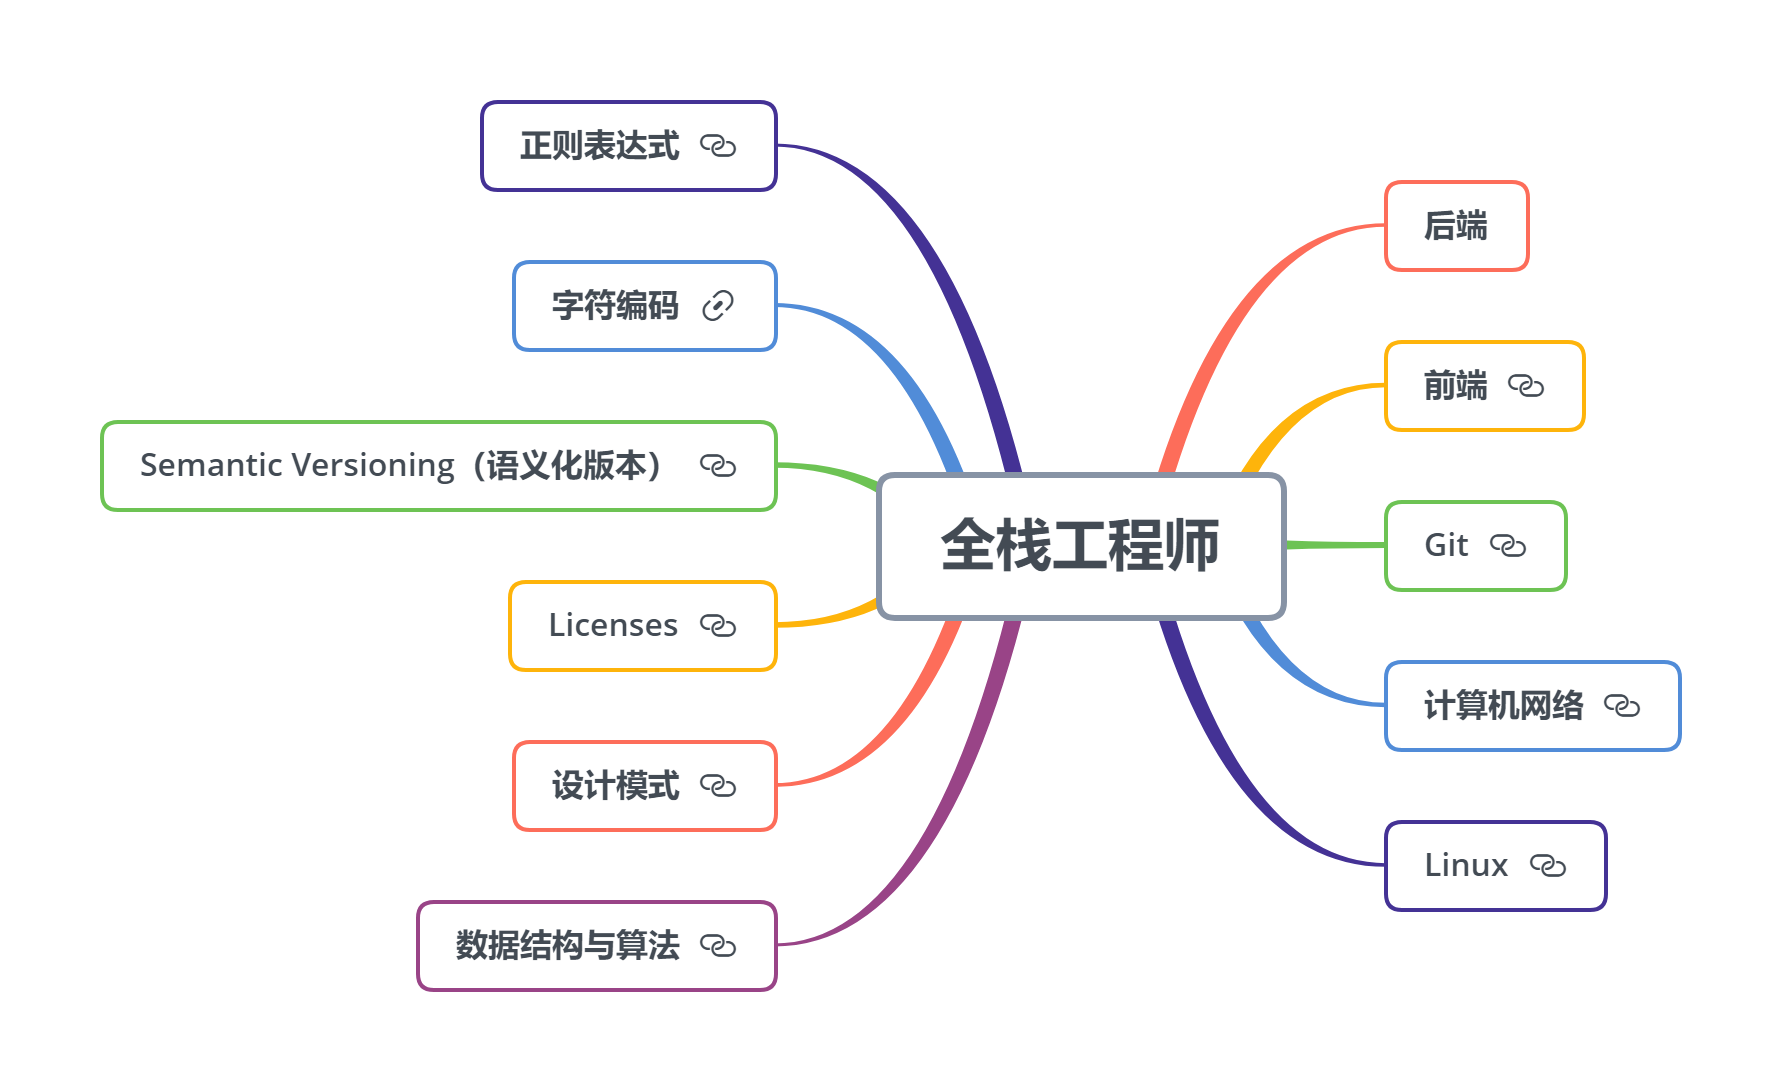 正则表达式
字符编码
Semantic Versioning（语义化版本）
Licenses
设计模式
数据结构与算法
全栈工程师
后端
前端
Git
计算机网络
Linux